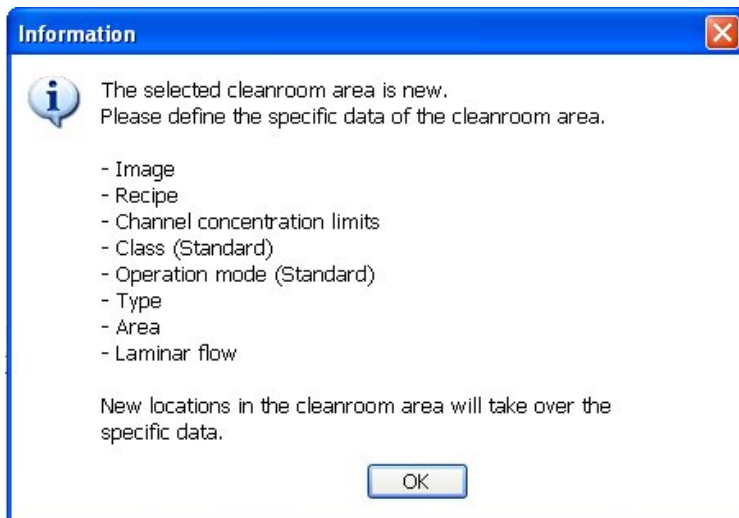 Information
The selected cleanroom area is new.
Please define the specific data of the cleanroom area.
- Image
- Recipe
- Channel concentration limits
- Class (Standard)
- Operation mode (Standard)
- Type
- Area
- Laminar flow
New locations in the cleanroom area will take over the
specific data.
OK